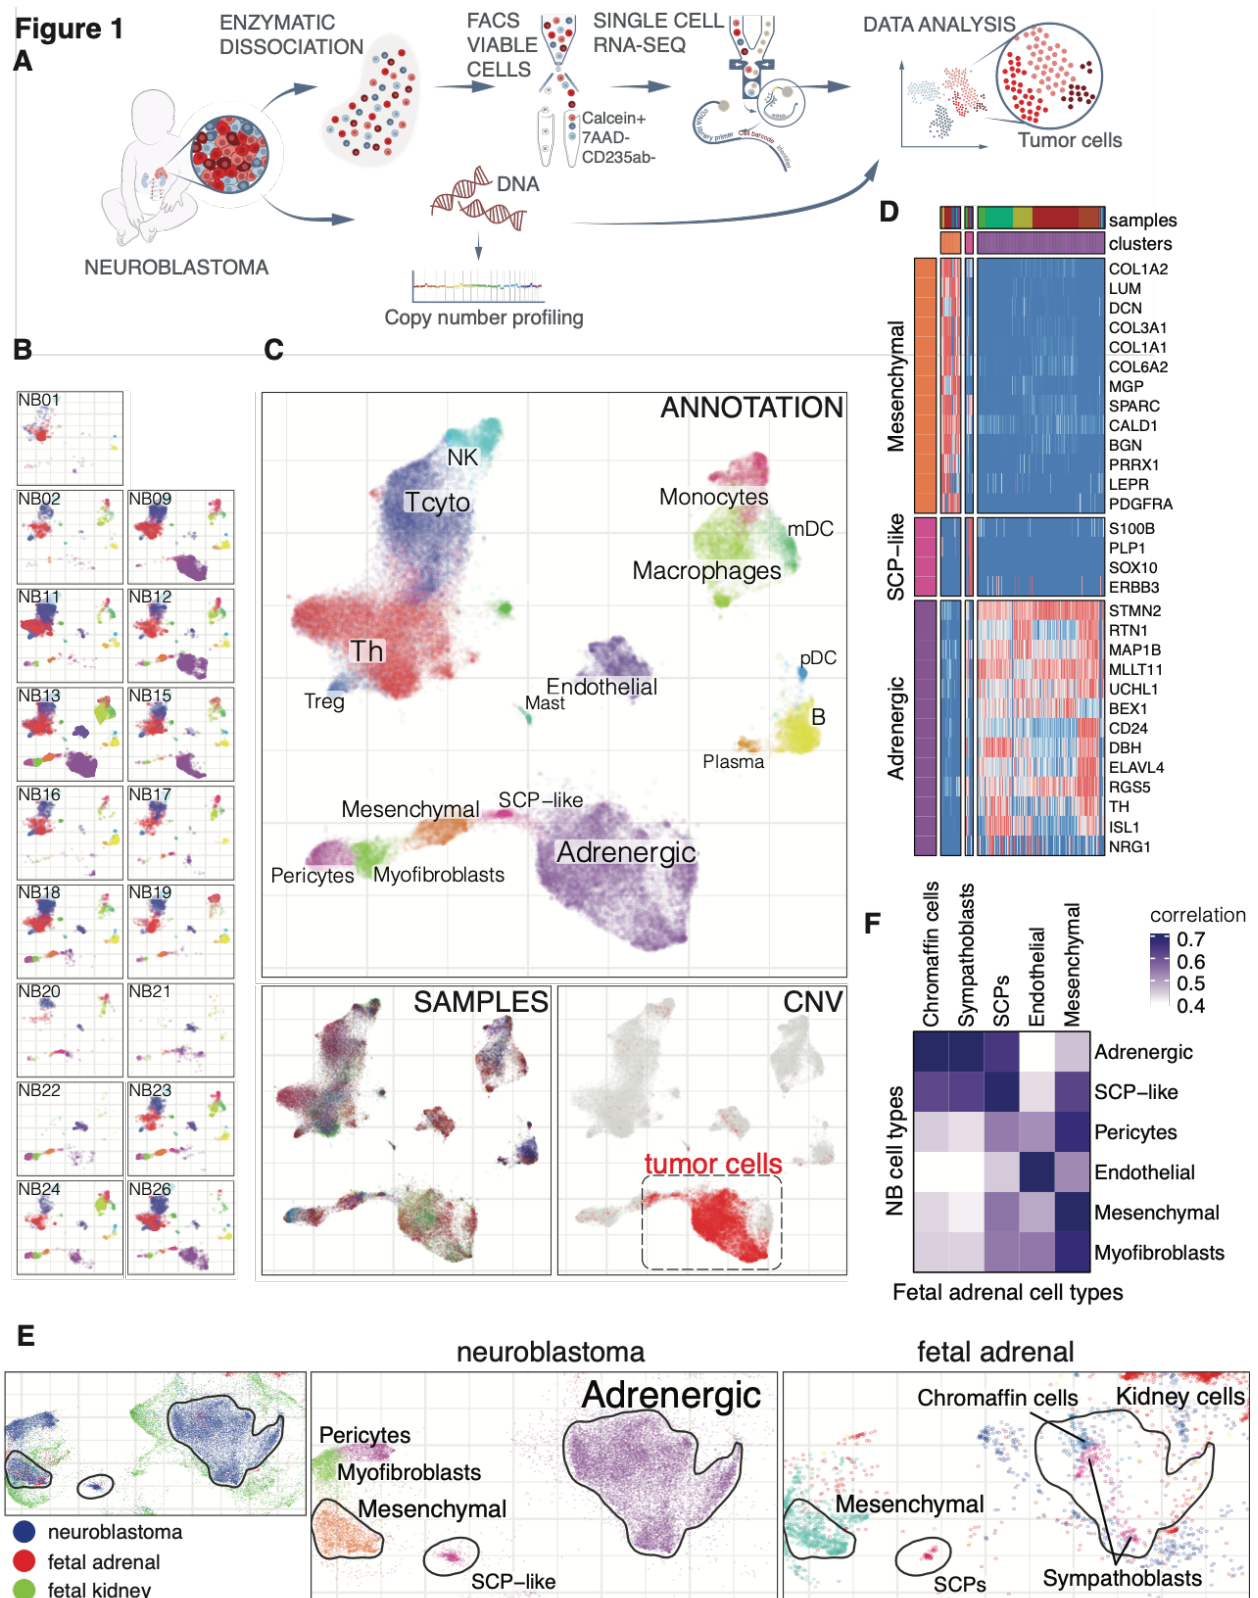 Figure 1
A
ENZYMATIC
DISSOCIATION
FACS
VIABLE
CELLS
SINGLE CELL
RNA-SEQ
DATA ANALYSIS
Calcein+
7AAD-
CD235ab-
cDNA library primer Cell barcode identifier
Tumor cells
DNA
NEUROBLASTOMA
Copy number profiling
B
NB01
NB02
NB09
NB11
NB12
NB13
NB15
NB16
NB17
NB18
NB19
NB20
NB21
NB22
NB23
NB24
NB26
C
ANNOTATION
NK
Tcyto
Monocytes
mDC
Macrophages
Th
Treg
Endothelial
Mast
pDC
B
Plasma
Mesenchymal
SCP-like
Adrenergic
Pericytes
Myofibroblasts
SAMPLES
CNV
tumor cells
D
samples
clusters
Mesenchymal
COL1A2
LUM
DCN
COL3A1
COL1A1
COL6A2
MGP
SPARC
CALD1
BGN
PRRX1
LEPR
PDGFRA
SCP-like
S100B
PLP1
SOX10
ERBB3
Adrenergic
STMN2
RTN1
MAP1B
MLLT11
UCHL1
BEX1
CD24
DBH
ELAVL4
RGS5
TH
ISL1
NRG1
F
Chromaffin cells
Sympathoblasts
SCPs
Endothelial
Mesenchymal
correlation
0.7
0.6
0.5
0.4
NB cell types
Adrenergic
SCP-like
Pericytes
Endothelial
Mesenchymal
Myofibroblasts
Fetal adrenal cell types
E
neuroblastoma
fetal adrenal
fetal kidney
neuroblastoma
Adrenergic
Pericytes
Myofibroblasts
Mesenchymal
SCP-like
fetal adrenal
Chromaffin cells
Kidney cells
Mesenchymal
SCPs
Sympathoblasts